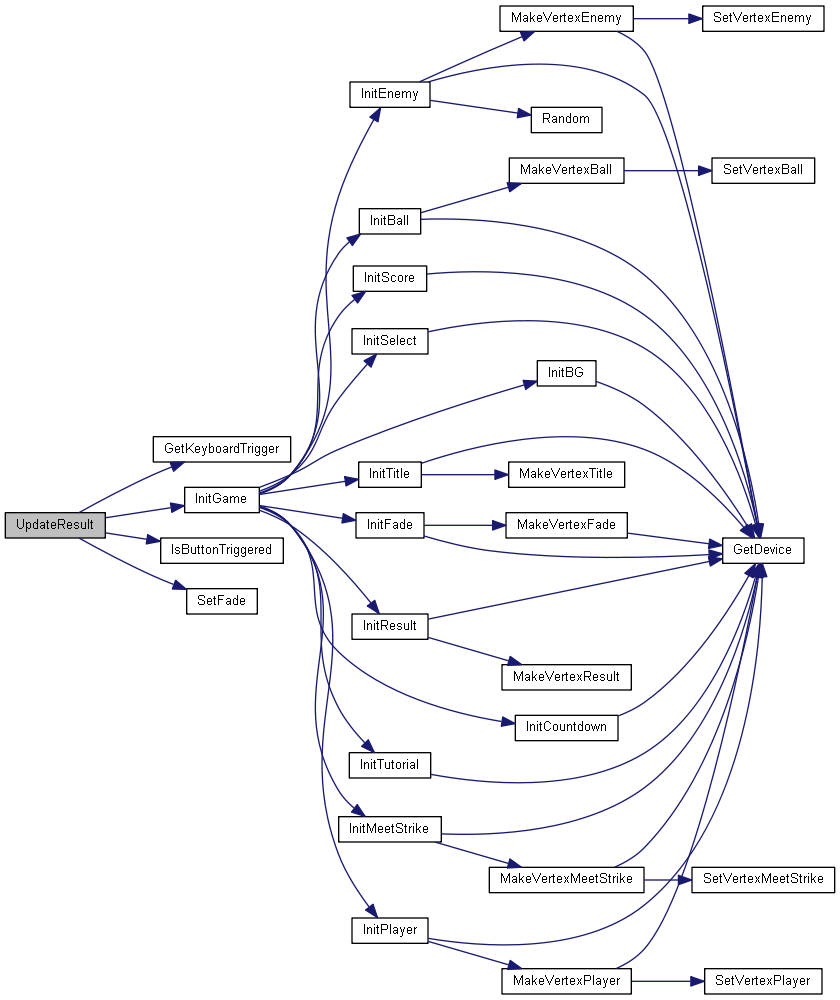 MakeVertexEnemy
SetVertexEnemy
InitEnemy
Random
MakeVertexBall
SetVertexBall
InitBall
InitScore
InitSelect
InitBG
GetKeyboardTrigger
InitTitle
MakeVertexTitle
InitGame
UpdateResult
InitFade
MakeVertexFade
IsButtonTriggered
GetDevice
SetFade
InitResult
MakeVertexResult
InitCountdown
InitTutorial
InitMeetStrike
MakeVertexMeetStrike
SetVertexMeetStrike
InitPlayer
MakeVertexPlayer
SetVertexPlayer